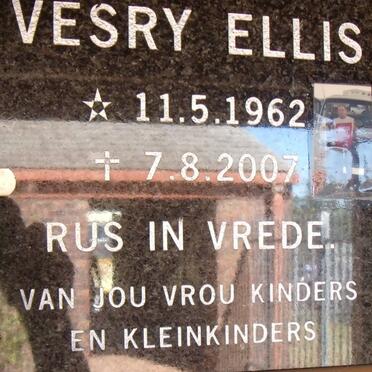 VESRY ELLIS
☆ 11.5.1962
✝ 7.8.2007
RUS IN VREDE.
VAN JOU VROU KINDERS
EN KLEINKINDERS